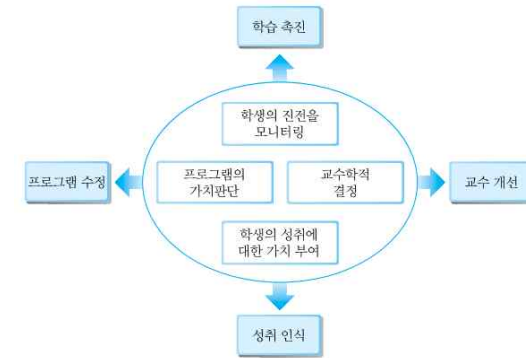 학습 촉진
학생의 진전을
모니터링
프로그램 수정
프로그램의
가치판단
교수학적
결정
교수 개선
학생의 성취에
대한 가치 부여
성취 인식